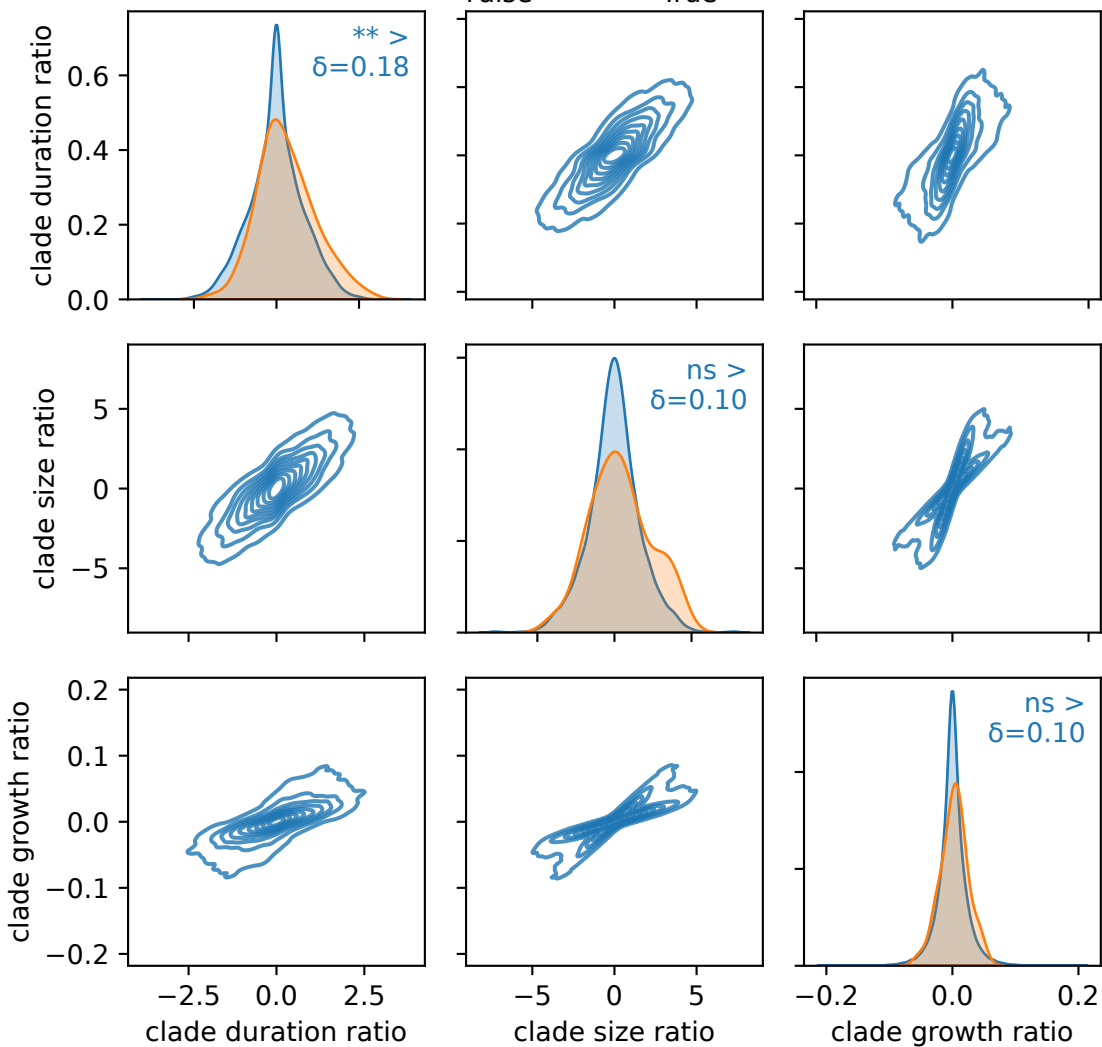 True
clade duration ratio
0.6
0.4
0.2
0.0
** >
δ=0.18
clade size ratio
5
0
−5
ns >
δ=0.10
clade growth ratio
0.2
0.1
0.0
−0.1
−0.2
ns >
δ=0.10
−2.5 0.0 2.5
−5 0 5
−0.2 0.0 0.2
clade duration ratio
clade size ratio
clade growth ratio